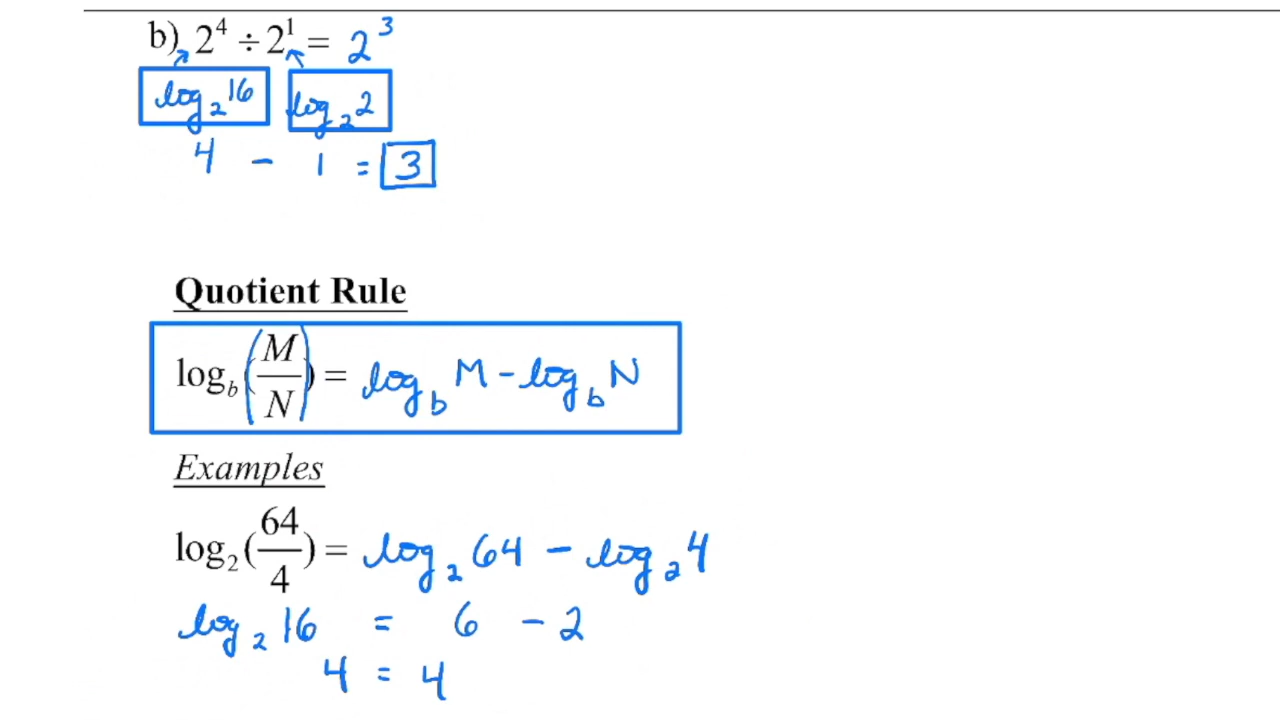 b) 2⁴ ÷ 2¹ = 2³
log₂16 log₂2
4 - 1 = 3
Quotient Rule
log_b(M/N) = log_b M - log_b N
Examples
log₂(64/4) = log₂64 - log₂4
log₂16 = 6 - 2
4 = 4